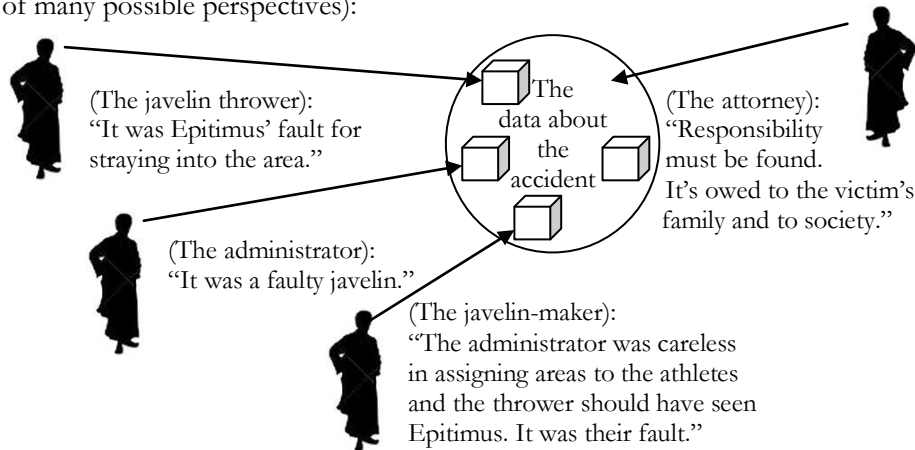 of many possible perspectives):
(The javelin thrower):
“It was Epitimus’ fault for
straying into the area.”
The
data about
the
accident
(The attorney):
“Responsibility
must be found.
It’s owed to the victim’s
family and to society.”
(The administrator):
“It was a faulty javelin.”
(The javelin-maker):
“The administrator was careless
in assigning areas to the athletes
and the thrower should have seen
Epitimus. It was their fault.”